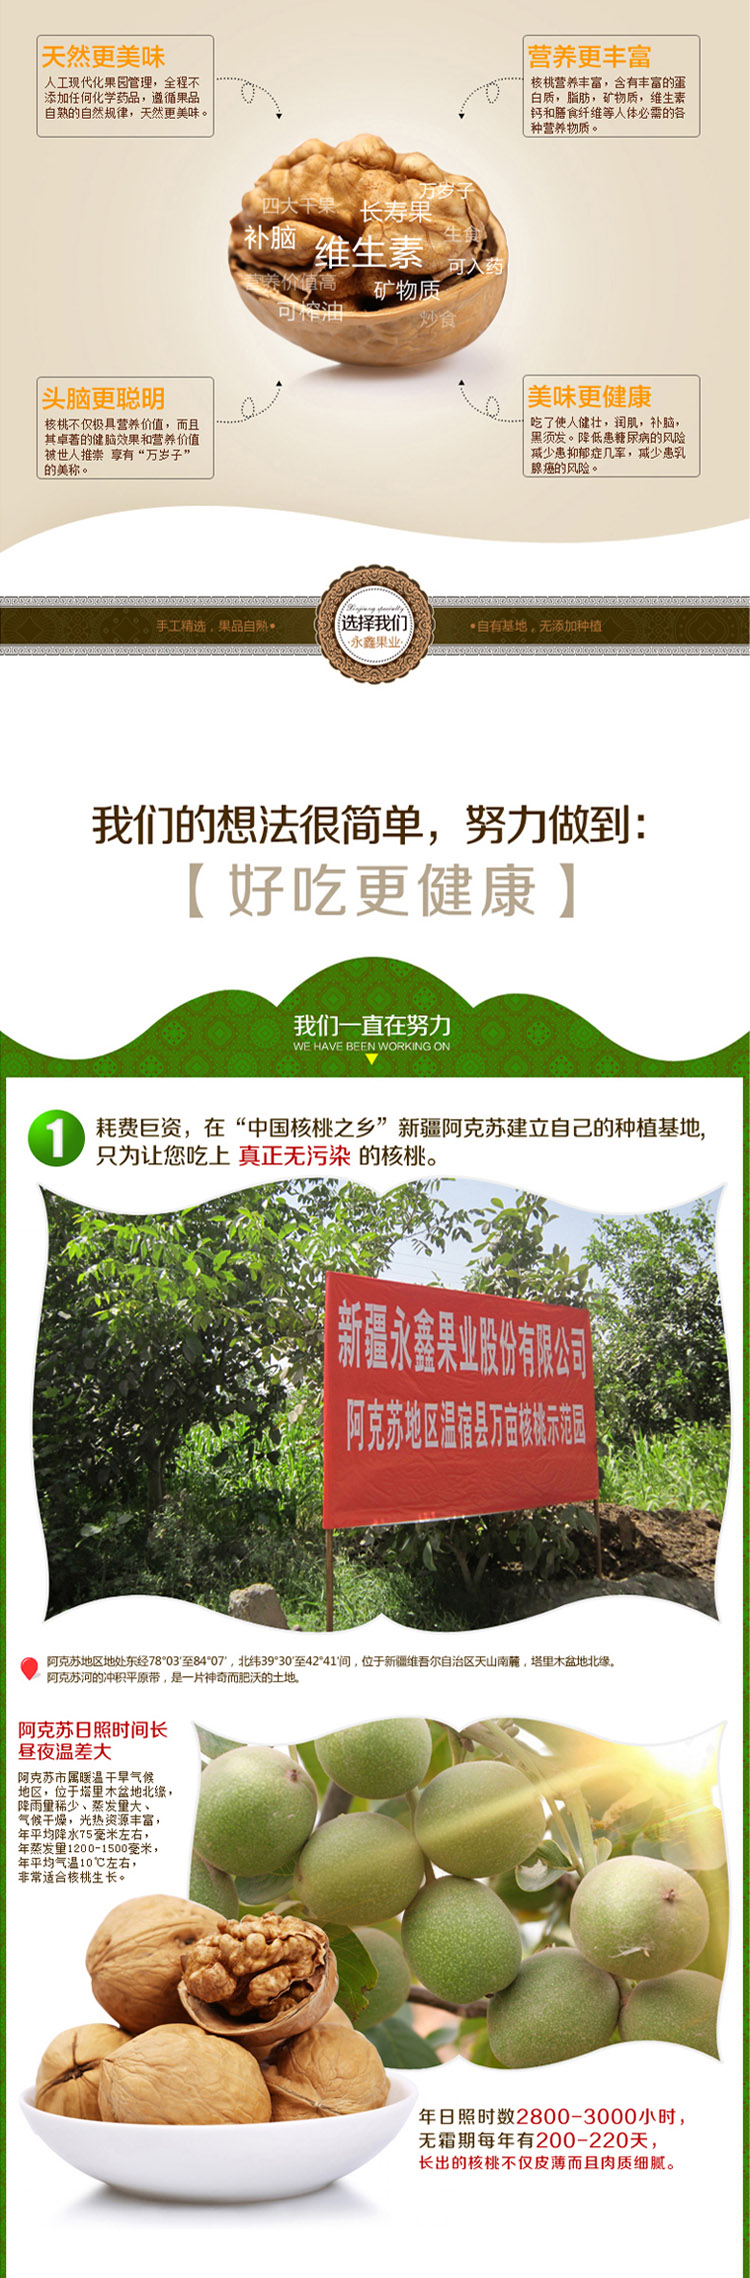 天然更美味
人工现代化果园管理，全程不
添加任何化学药品，遵循果品
自熟的自然规律，天然更美味。
营养更丰富
核桃营养丰富，含有丰富的蛋
白质，脂肪，矿物质，维生素
钙和膳食纤维等人体必需的各
种营养物质。
万岁子
四大干果
长寿果
补脑
维生素
生食
可入药
营养价值高
矿物质
可榨油
炒食
头脑更聪明
核桃不仅极具营养价值，而且
其卓著的健脑效果和营养价值
被世人推崇 享有“万岁子”
的美称。
美味更健康
吃了使人健壮，润肌，补脑，
黑须发。降低患糖尿病的风险
减少患抑郁症几率，减少患乳
腺癌的风险。
Xinjiang specialty
手工精选，果品自熟•
选择我们
•自有基地，无添加种植
·永鑫果业·
我们的想法很简单，努力做到：
【好吃更健康】
我们一直在努力
WE HAVE BEEN WORKING ON
1
耗费巨资，在“中国核桃之乡”新疆阿克苏建立自己的种植基地,
只为让您吃上 真正无污染 的核桃。
新疆永鑫果业股份有限公司
阿克苏地区温宿县万亩核桃示范园
阿克苏地区地处东经78°03′至84°07′，北纬39°30′至42°41′间，位于新疆维吾尔自治区天山南麓，塔里木盆地北缘。
阿克苏河的冲积平原带，是一片神奇而肥沃的土地。
阿克苏日照时间长
昼夜温差大
阿克苏市属暖温干旱气候
地区，位于塔里木盆地北缘，
降雨量稀少、蒸发量大、
气候干燥，光热资源丰富，
年平均降水75毫米左右，
年蒸发量1200-1500毫米，
年平均气温10℃左右，
非常适合核桃生长。
年日照时数2800-3000小时，
无霜期每年有200-220天，
长出的核桃不仅皮薄而且肉质细腻。